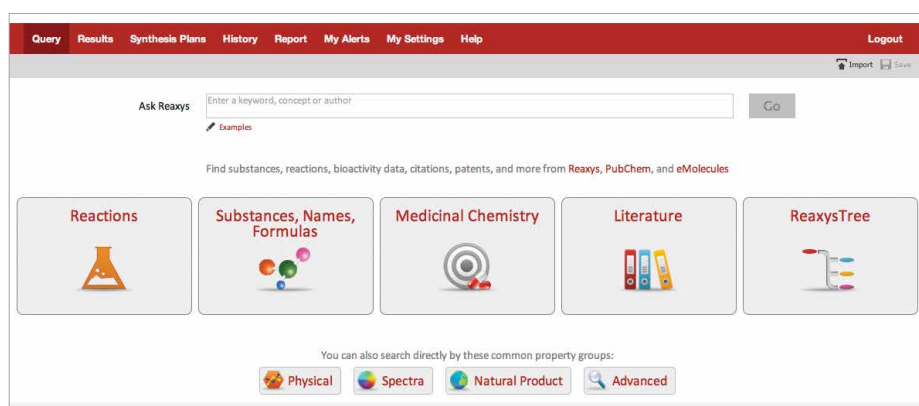 Query Results Synthesis Plans History Report My Alerts My Settings Help Logout
Import Save
Ask Reaxys Enter a keyword, concept or author Go
Examples
Find substances, reactions, bioactivity data, citations, patents, and more from Reaxys, PubChem, and eMolecules
Reactions
Substances, Names,
Formulas
Medicinal Chemistry
Literature
ReaxysTree
You can also search directly by these common property groups:
Physical Spectra Natural Product Advanced